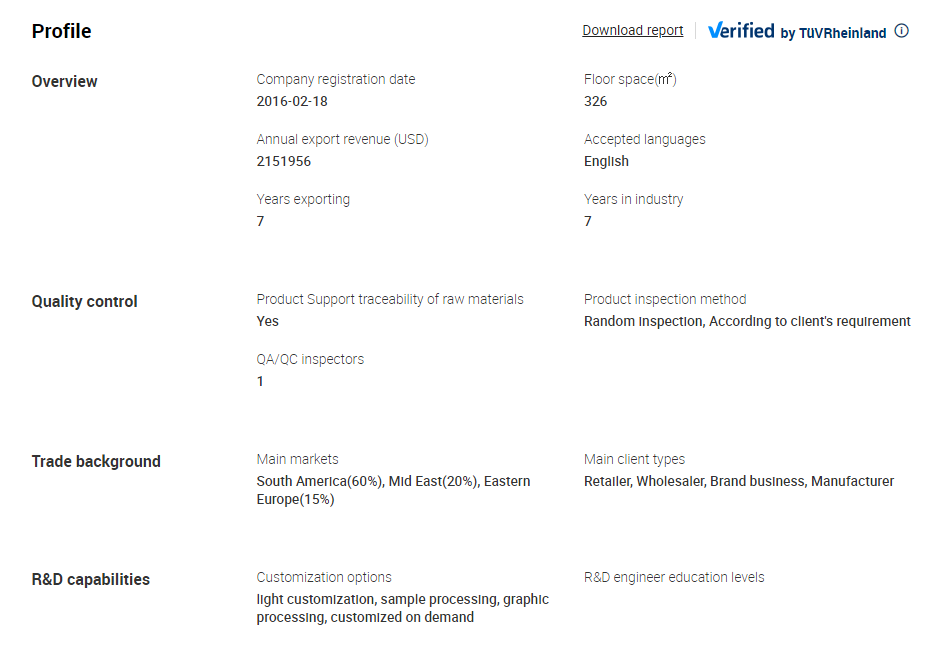 Profile
Download report
Verified by TüVRheinland
Overview
Company registration date
2016-02-18
Floor space(㎡)
326
Annual export revenue (USD)
2151956
Accepted languages
English
Years exporting
7
Years in industry
7
Quality control
Product Support traceability of raw materials
Yes
Product inspection method
Random Inspection, According to client's requirement
QA/QC inspectors
1
Trade background
Main markets
South America(60%), Mid East(20%), Eastern
Europe(15%)
Main client types
Retailer, Wholesaler, Brand business, Manufacturer
R&D capabilities
Customization options
light customization, sample processing, graphic
processing, customized on demand
R&D engineer education levels